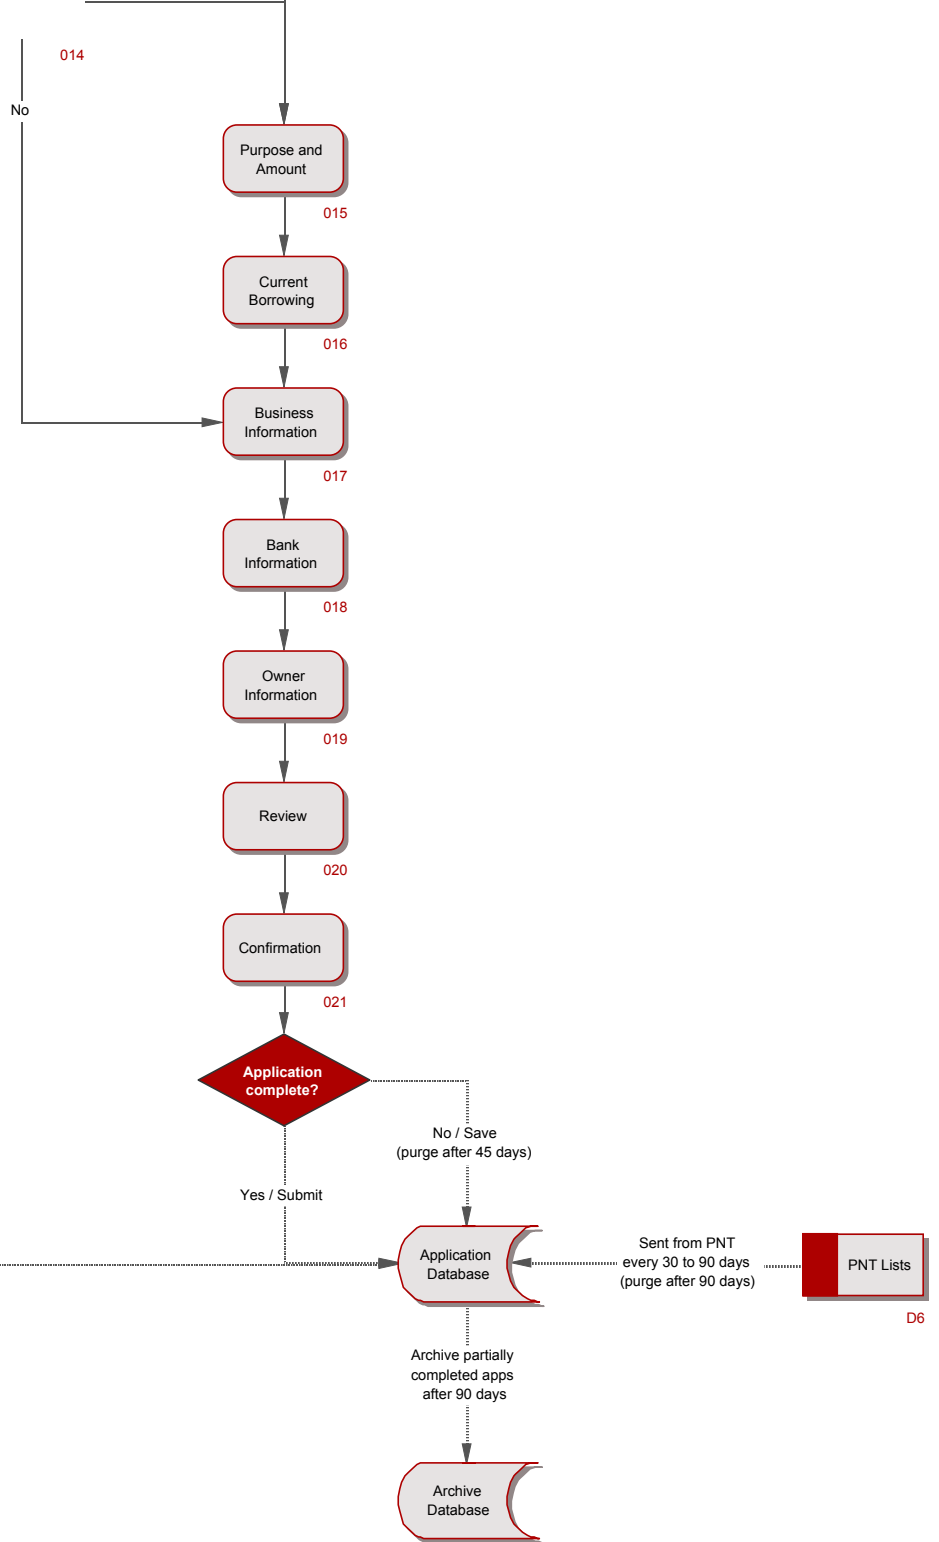 014
No
Purpose and
Amount
015
Current
Borrowing
016
Business
Information
017
Bank
Information
018
Owner
Information
019
Review
020
Confirmation
021
Application
complete?
No / Save
(purge after 45 days)
Yes / Submit
Application
Database
Sent from PNT
every 30 to 90 days
(purge after 90 days)
PNT Lists
D6
Archive partially
completed apps
after 90 days
Archive
Database